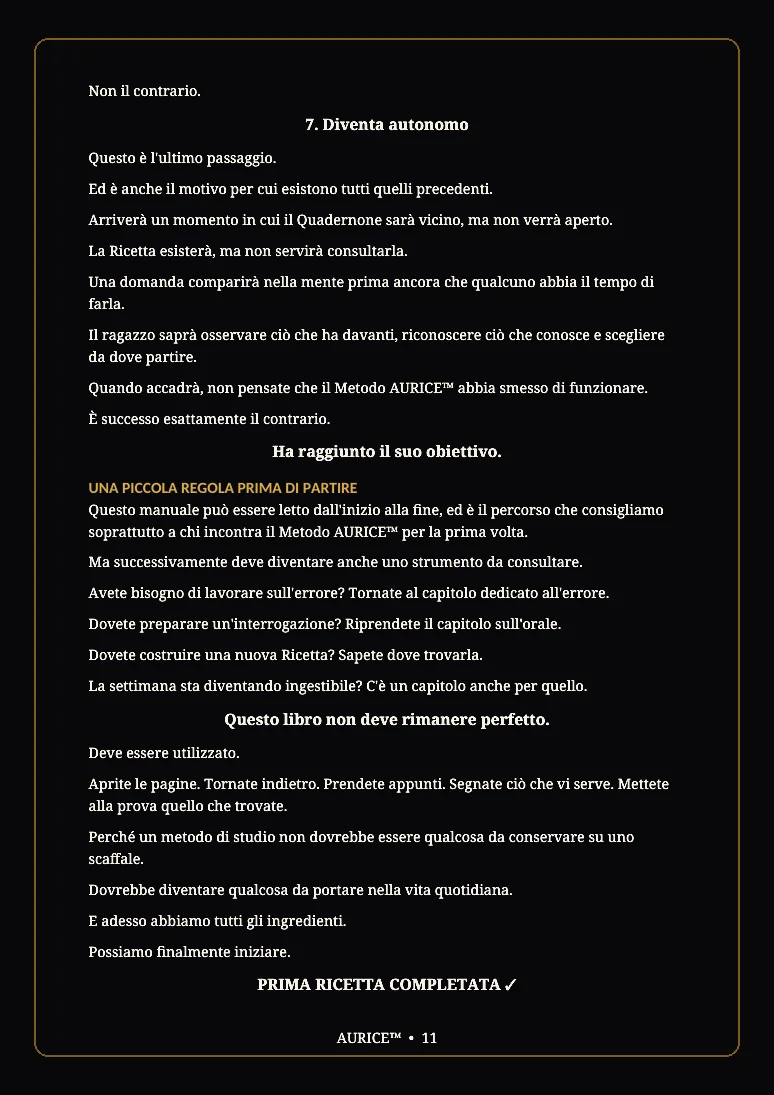 Non il contrario.
7. Diventa autonomo
Questo è l'ultimo passaggio.
Ed è anche il motivo per cui esistono tutti quelli precedenti.
Arriverà un momento in cui il Quadernone sarà vicino, ma non verrà aperto.
La Ricetta esisterà, ma non servirà consultarla.
Una domanda comparirà nella mente prima ancora che qualcuno abbia il tempo di
farla.
Il ragazzo saprà osservare ciò che ha davanti, riconoscere ciò che conosce e scegliere
da dove partire.
Quando accadrà, non pensate che il Metodo AURICE™ abbia smesso di funzionare.
È successo esattamente il contrario.
Ha raggiunto il suo obiettivo.
UNA PICCOLA REGOLA PRIMA DI PARTIRE
Questo manuale può essere letto dall'inizio alla fine, ed è il percorso che consigliamo
soprattutto a chi incontra il Metodo AURICE™ per la prima volta.
Ma successivamente deve diventare anche uno strumento da consultare.
Avete bisogno di lavorare sull'errore? Tornate al capitolo dedicato all'errore.
Dovete preparare un'interrogazione? Riprendete il capitolo sull'orale.
Dovete costruire una nuova Ricetta? Sapete dove trovarla.
La settimana sta diventando ingestibile? C'è un capitolo anche per quello.
Questo libro non deve rimanere perfetto.
Deve essere utilizzato.
Aprite le pagine. Tornate indietro. Prendete appunti. Segnate ciò che vi serve. Mettete
alla prova quello che trovate.
Perché un metodo di studio non dovrebbe essere qualcosa da conservare su uno
scaffale.
Dovrebbe diventare qualcosa da portare nella vita quotidiana.
E adesso abbiamo tutti gli ingredienti.
Possiamo finalmente iniziare.
PRIMA RICETTA COMPLETATA ✓
AURICE™ • 11